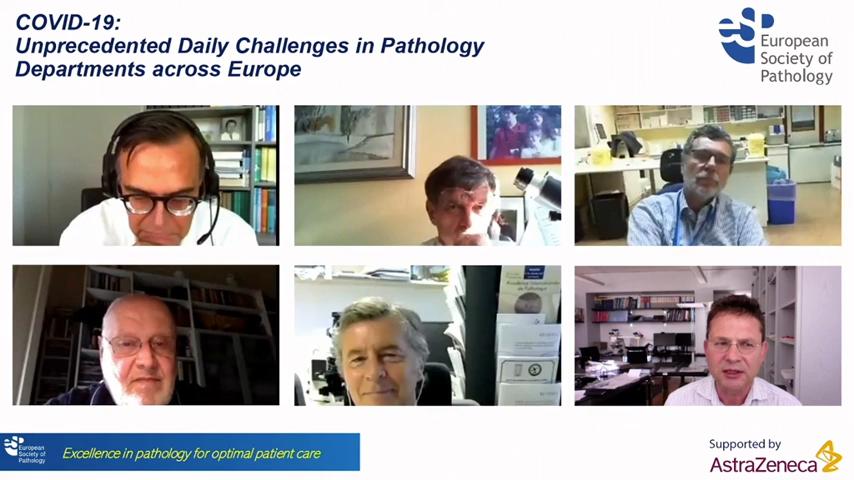 COVID-19:
Unprecedented Daily Challenges in Pathology
Departments across Europe
European
Society of
Pathology
European
Society of
Pathology
Excellence in pathology for optimal patient care
Supported by
AstraZeneca